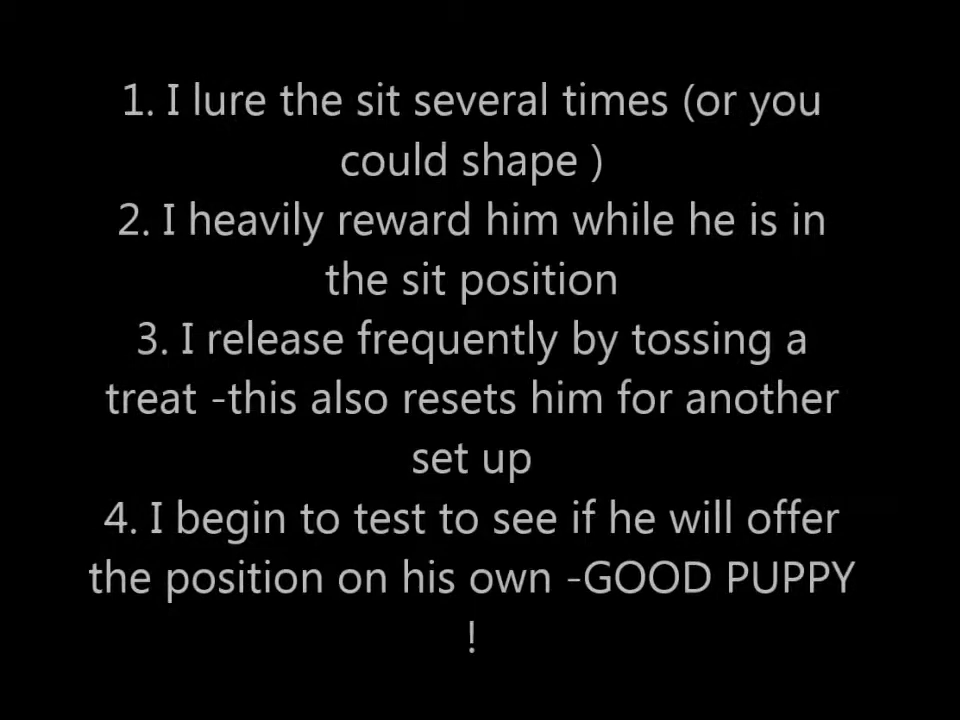 1. I lure the sit several times (or you
could shape )
2. I heavily reward him while he is in
the sit position
3. I release frequently by tossing a
treat -this also resets him for another
set up
4. I begin to test to see if he will offer
the position on his own -GOOD PUPPY
!